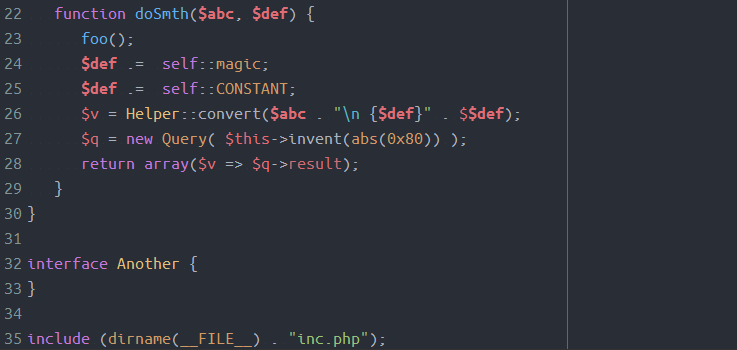 22 function doSmth($abc, $def) {
23 foo();
24 $def .=  self::magic;
25 $def .=  self::CONSTANT;
26 $v = Helper::convert($abc . "\n {$def}" . $$def);
27 $q = new Query( $this->invent(abs(0x80)) );
28 return array($v => $q->result);
29 }
30 }
31
32 interface Another {
33 }
34
35 include (dirname(__FILE__) . "inc.php");